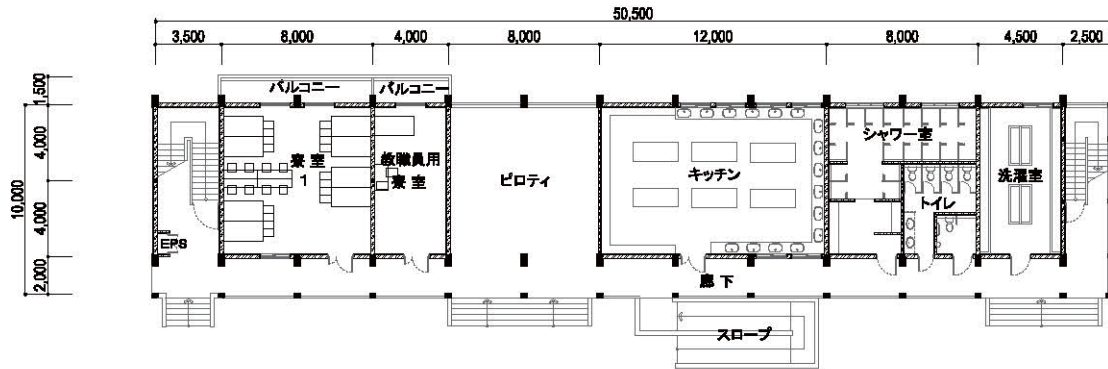 50,500
3,500 8,000 4,000 8,000 12,000 8,000 4,500 2,500
1,500
4,000
10,000
4,000
2,000
バルコニー バルコニー
寮室
1
教職員用
寮室
ピロティ
キッチン
シャワー室
トイレ
洗濯室
EPS
廊下
スロープ